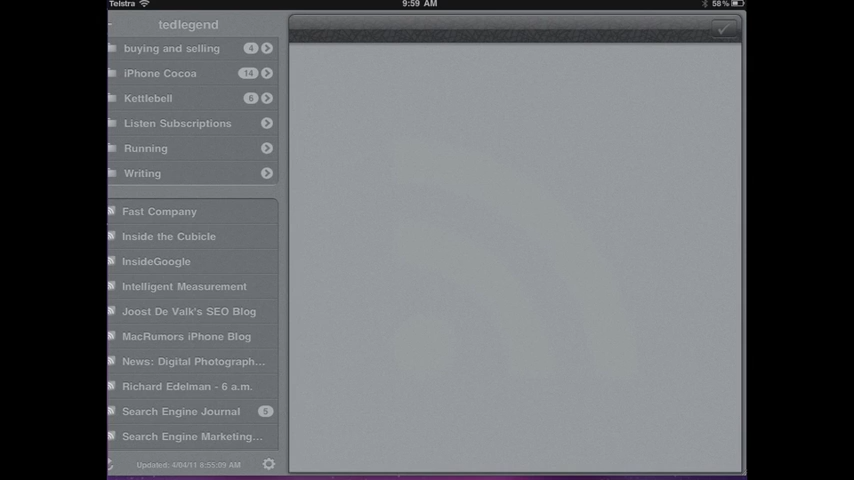 Telstra 9:59 AM 58%
tedlegend
buying and selling 4
iPhone Cocoa 14
Kettlebell 6
Listen Subscriptions
Running
Writing
Fast Company
Inside the Cubicle
InsideGoogle
Intelligent Measurement
Joost De Valk's SEO Blog
MacRumors iPhone Blog
News: Digital Photograph...
Richard Edelman - 6 a.m.
Search Engine Journal 5
Search Engine Marketing...
Updated: 4/04/11 8:55:09 AM